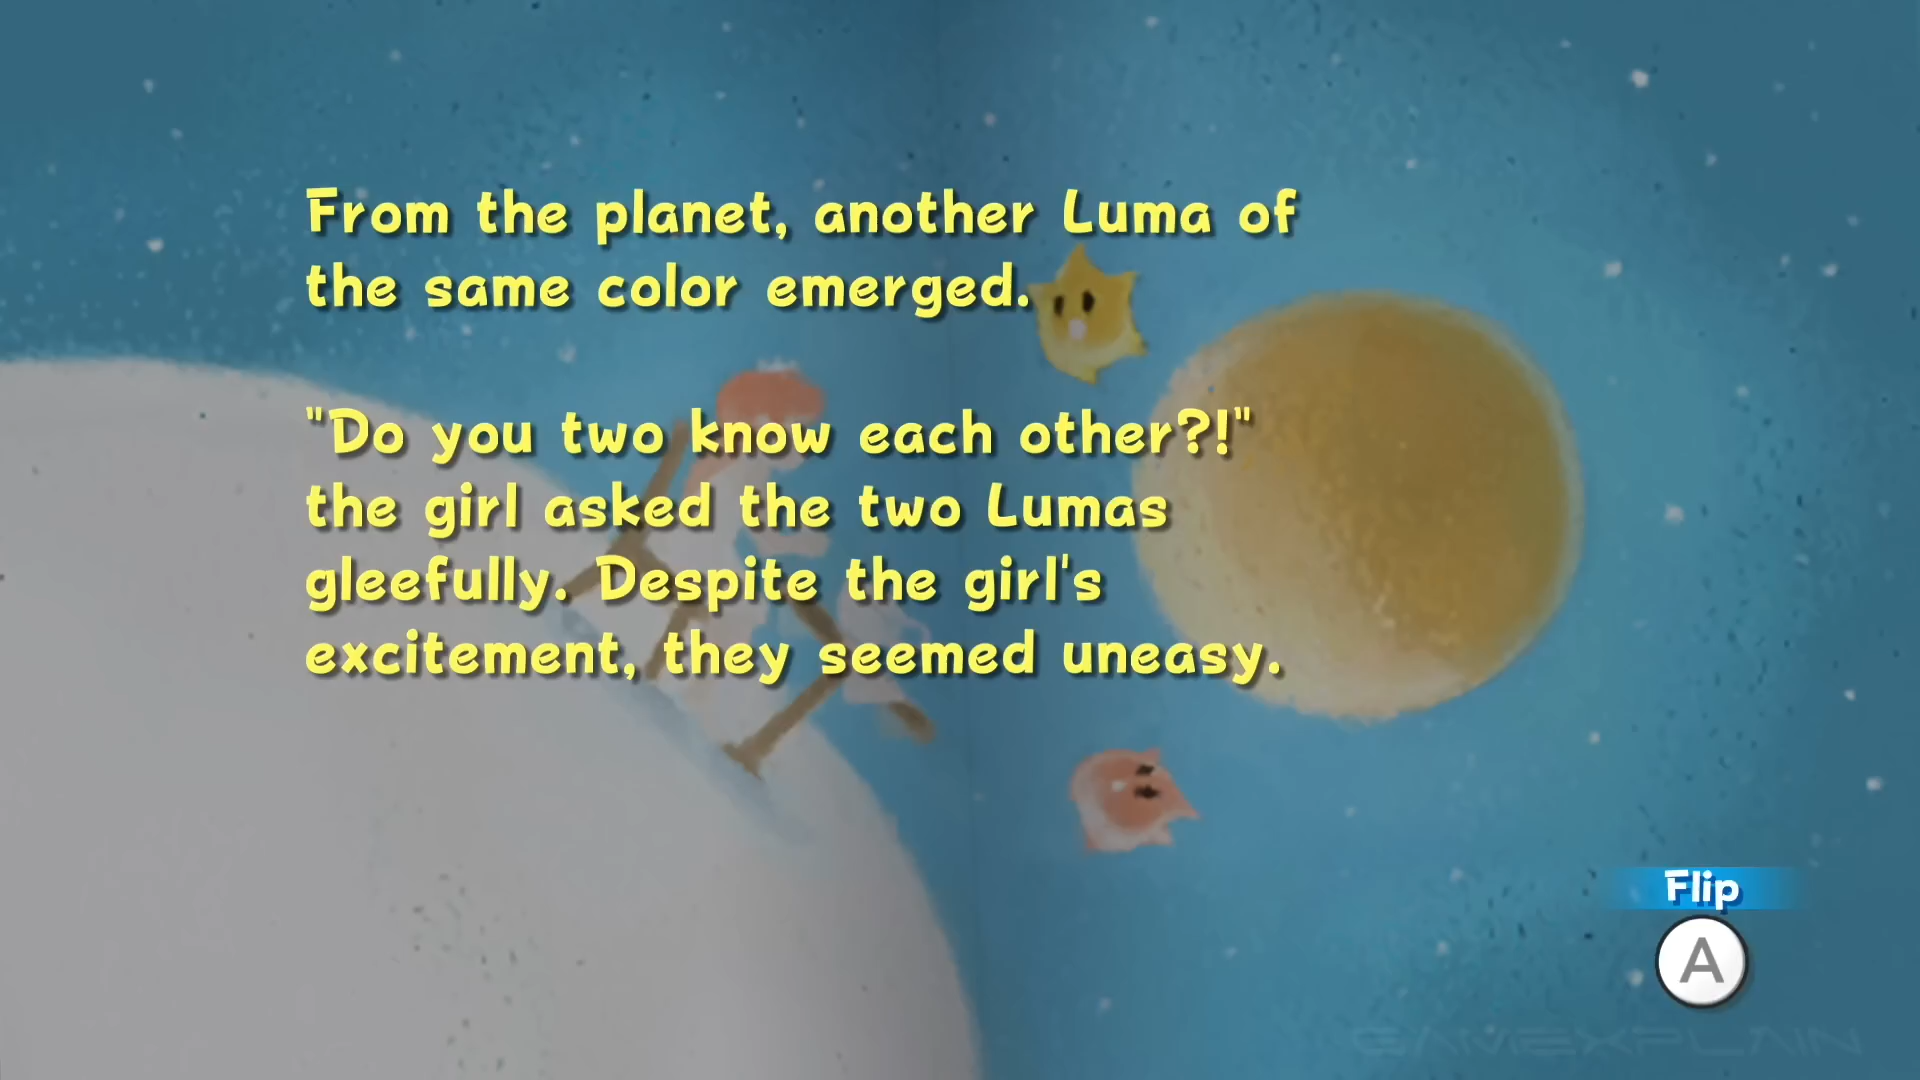 From the planet, another Luma of
the same color emerged.
"Do you two know each other?!"
the girl asked the two Lumas
gleefully. Despite the girl's
excitement, they seemed uneasy.
Flip
A
GAMEXPLAIN